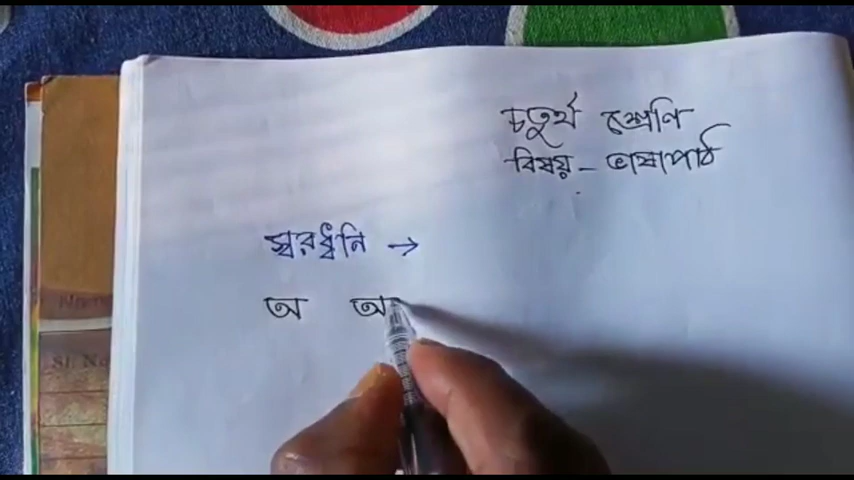 চতুর্থ শ্রেণি
বিষয় - ভাষাপাঠ
স্বরধ্বনি →
অ অ
Sl. No